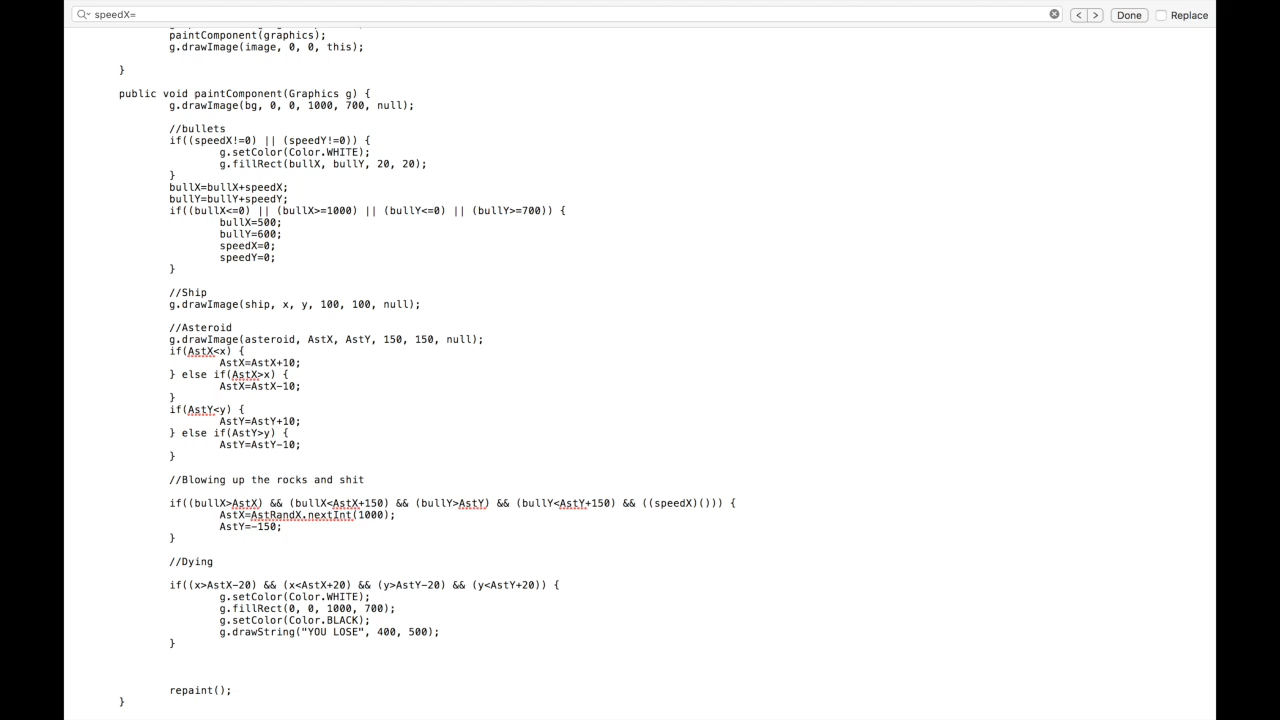 speedX=
Done
Replace
paintComponent(graphics);
g.drawImage(image, 0, 0, this);
}
public void paintComponent(Graphics g) {
g.drawImage(bg, 0, 0, 1000, 700, null);
//bullets
if((speedX!=0) || (speedY!=0)) {
g.setColor(Color.WHITE);
g.fillRect(bullX, bullY, 20, 20);
}
bullX=bullX+speedX;
bullY=bullY+speedY;
if((bullX<=0) || (bullX>=1000) || (bullY<=0) || (bullY>=700)) {
bullX=500;
bullY=600;
speedX=0;
speedY=0;
}
//Ship
g.drawImage(ship, x, y, 100, 100, null);
//Asteroid
g.drawImage(asteroid, AstX, AstY, 150, 150, null);
if(AstX<x) {
AstX=AstX+10;
} else if(AstX>x) {
AstX=AstX-10;
}
if(AstY<y) {
AstY=AstY+10;
} else if(AstY>y) {
AstY=AstY-10;
}
//Blowing up the rocks and shit
if((bullX>AstX) && (bullX<AstX+150) && (bullY>AstY) && (bullY<AstY+150) && ((speedX)())) {
AstX=AstRandX.nextInt(1000);
AstY=-150;
}
//Dying
if((x>AstX-20) && (x<AstX+20) && (y>AstY-20) && (y<AstY+20)) {
g.setColor(Color.WHITE);
g.fillRect(0, 0, 1000, 700);
g.setColor(Color.BLACK);
g.drawString("YOU LOSE", 400, 500);
}
repaint();
}